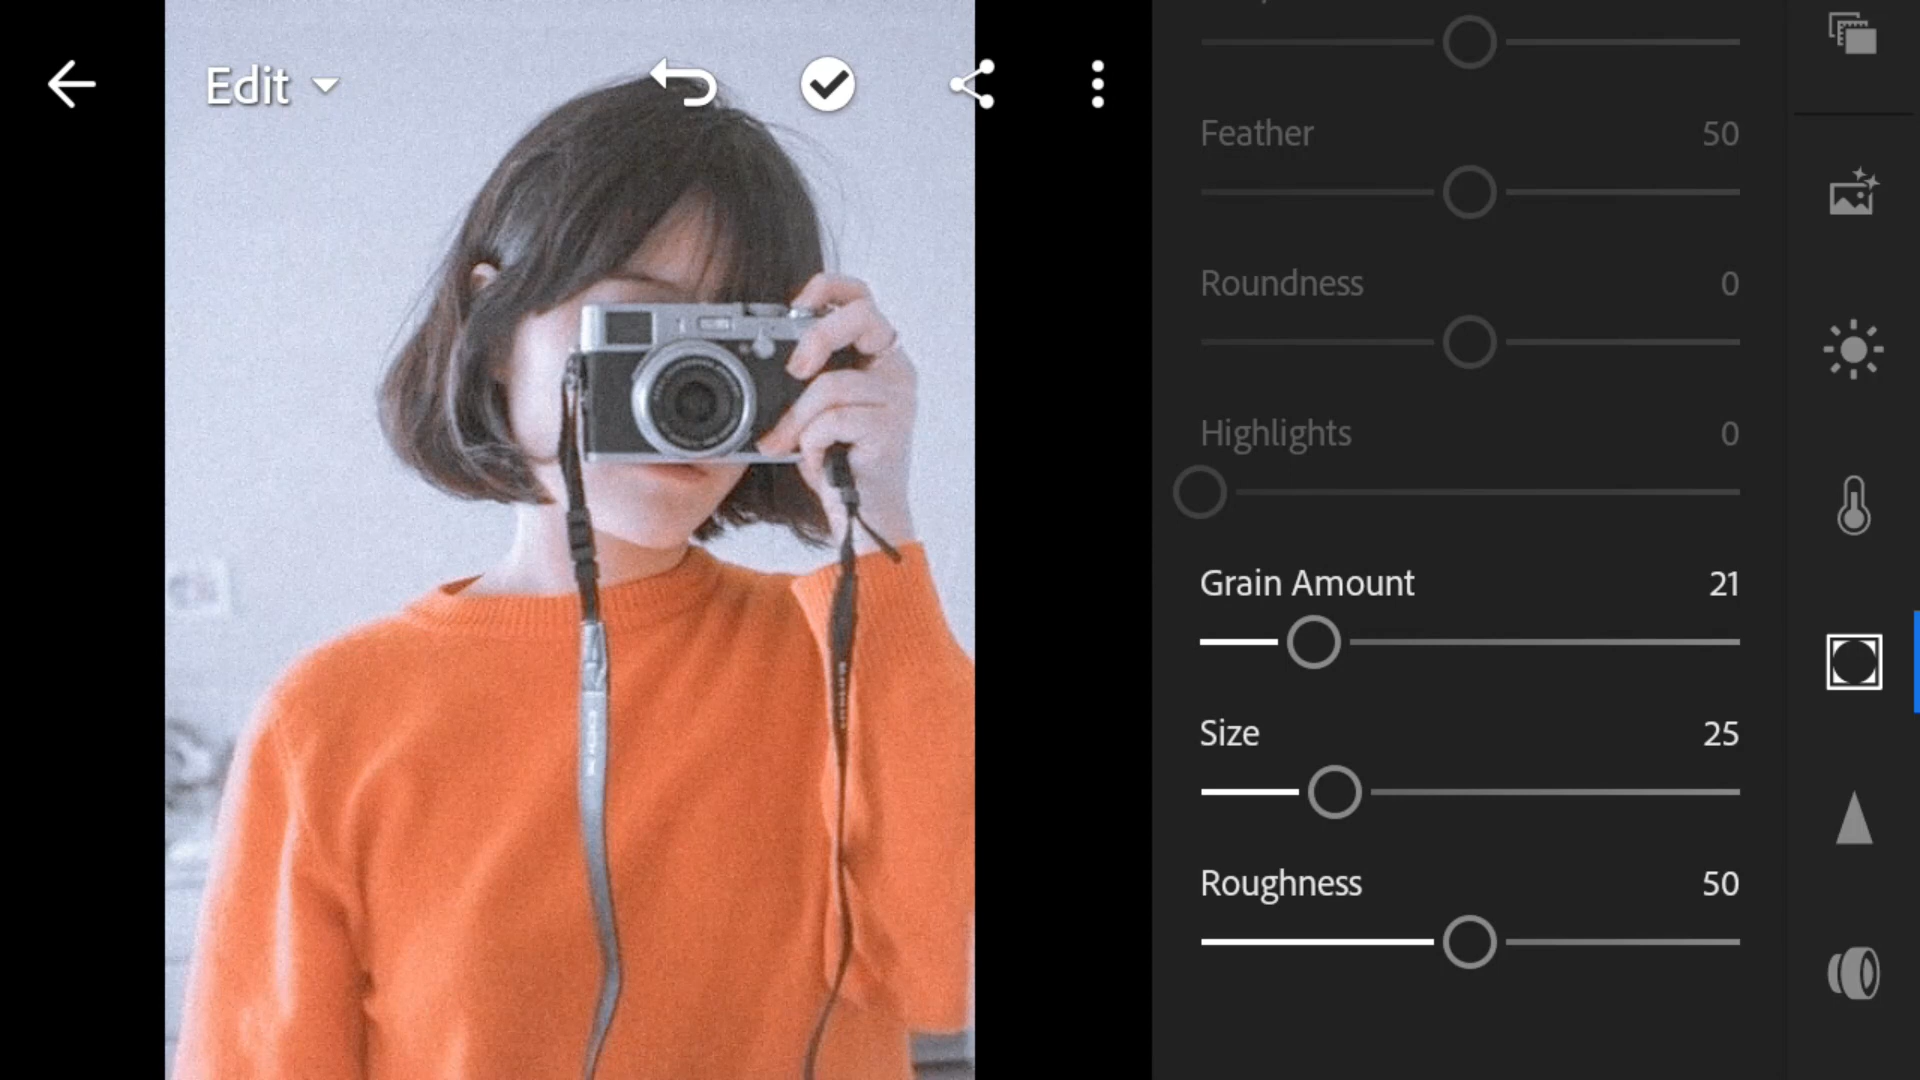 Edit
Feather 50
Roundness 0
Highlights 0
Grain Amount 21
Size 25
Roughness 50